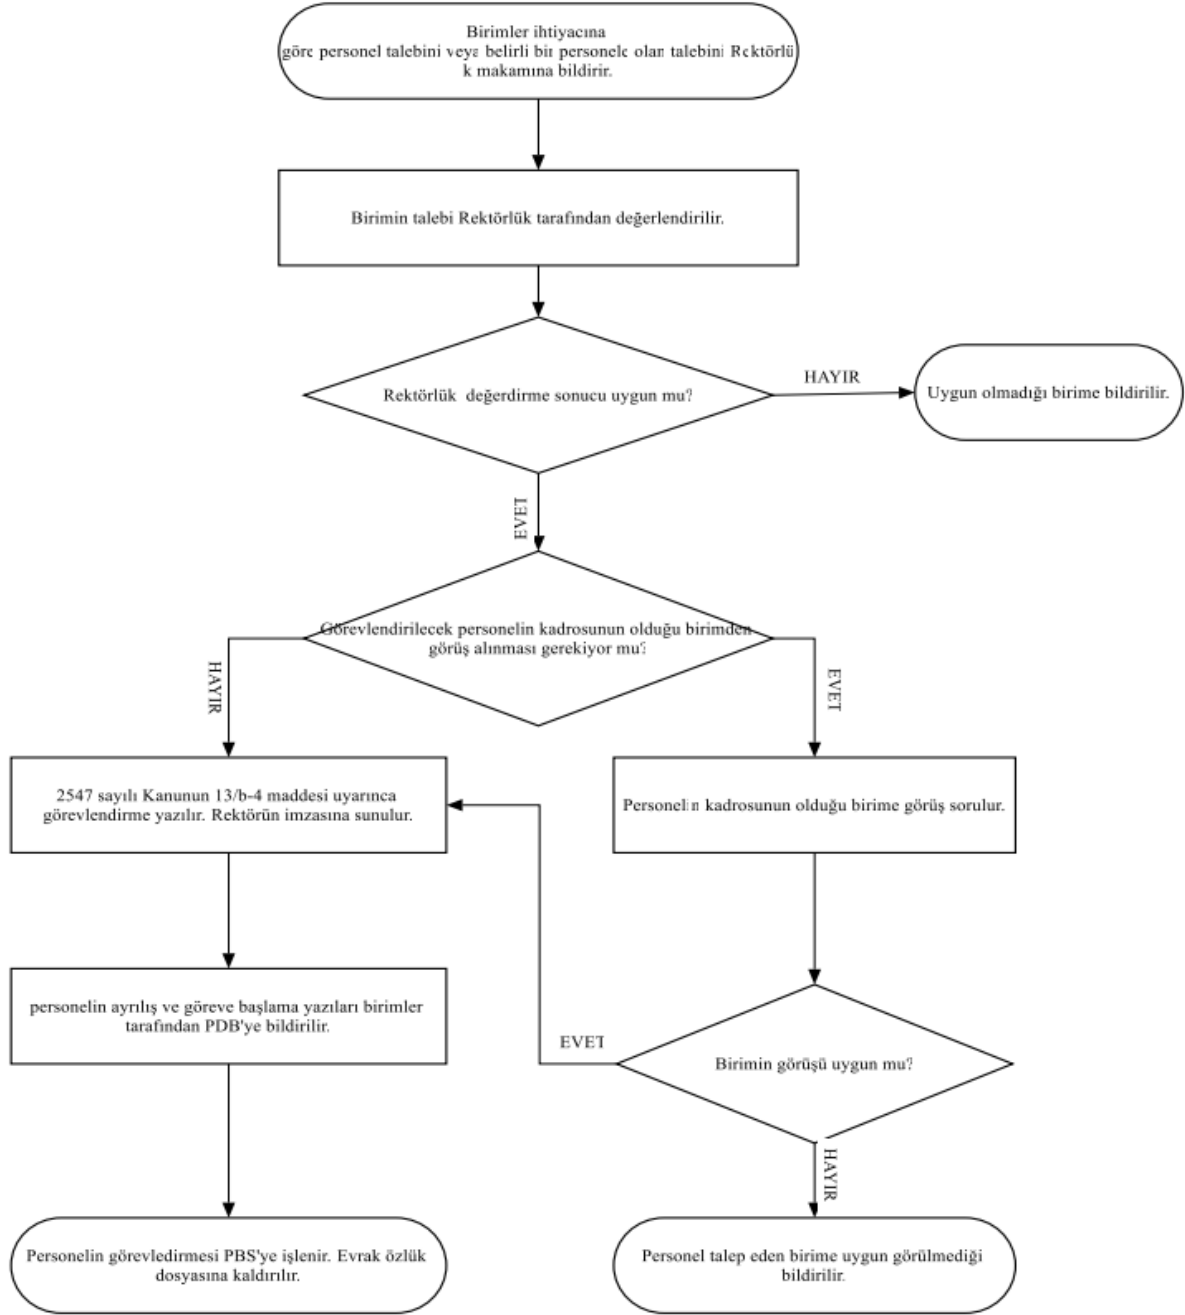 Birimler ihtiyacına
göre personel talebini veya belirli bir personele olan talebini Rektörlü
k makamına bildirir.
Birimin talebi Rektörlük tarafından değerlendirilir.
Rektörlük değerdirme sonucu uygun mu?
HAYIR
Uygun olmadığı birime bildirilir.
EVET
Görevlendirilecek personelin kadrosunun olduğu birimden
görüş alınması gerekiyor mu?
HAYIR
EVET
2547 sayılı Kanunun 13/b-4 maddesi uyarınca
görevlendirme yazılır. Rektörün imzasına sunulur.
Personelin kadrosunun olduğu birime görüş sorulur.
personelin ayrılış ve göreve başlama yazıları birimler
tarafından PDB'ye bildirilir.
EVET
Birimin görüşü uygun mu?
HAYIR
Personelin görevledirmesi PBS'ye işlenir. Evrak özlük
dosyasına kaldırılır.
Personel talep eden birime uygun görülmediği
bildirilir.